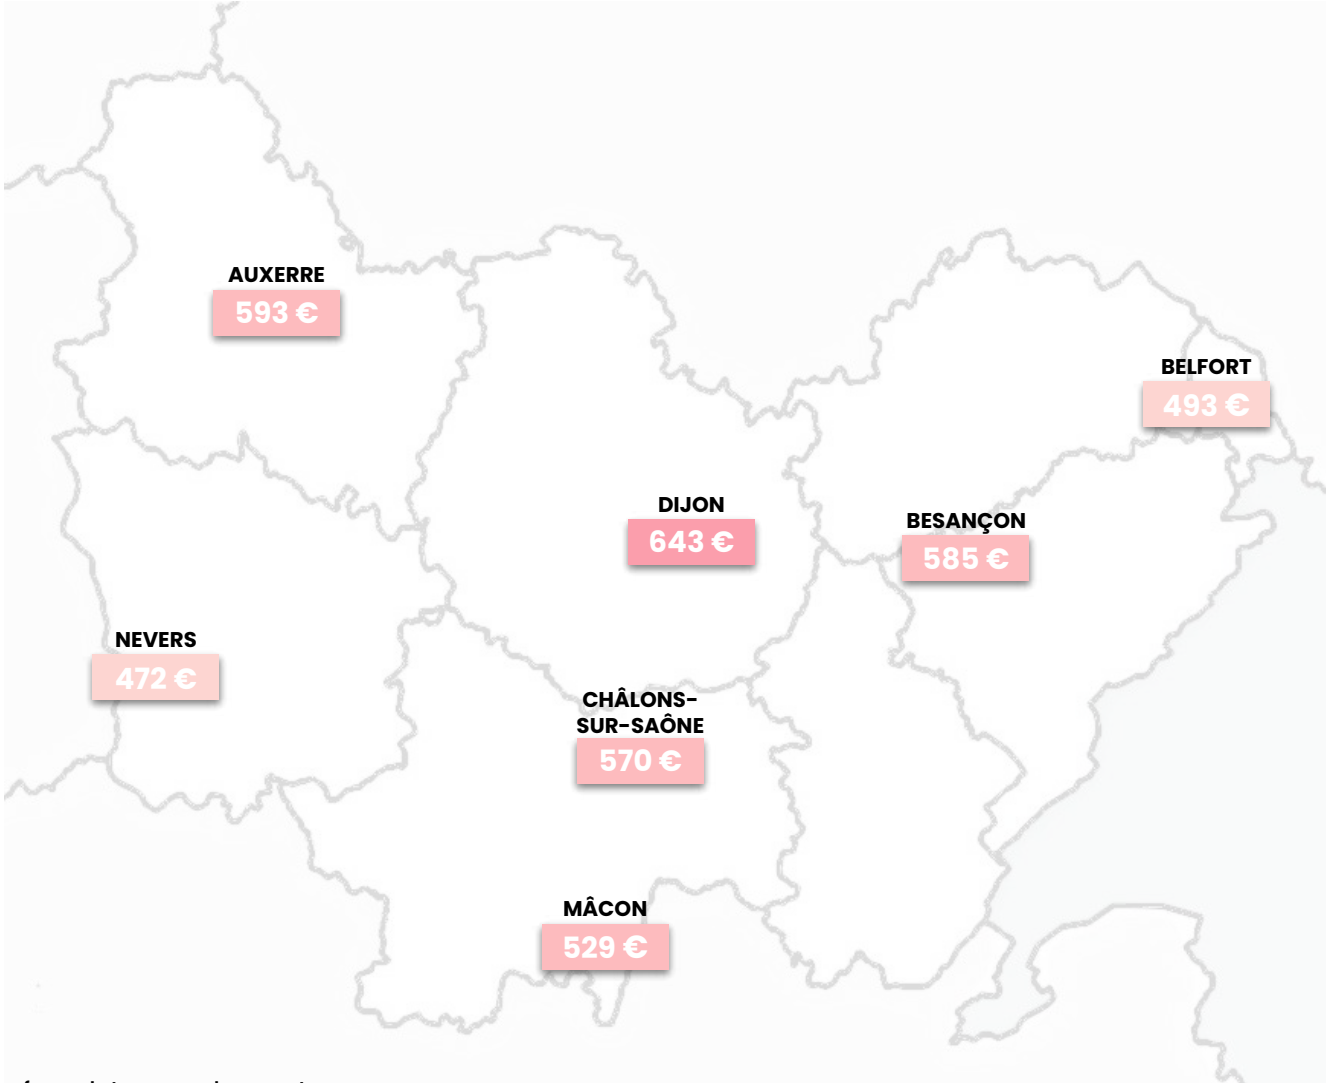 AUXERRE
593 €
BELFORT
493 €
DIJON
643 €
BESANÇON
585 €
NEVERS
472 €
CHÂLONS-
SUR-SAÔNE
570 €
MÂCON
529 €